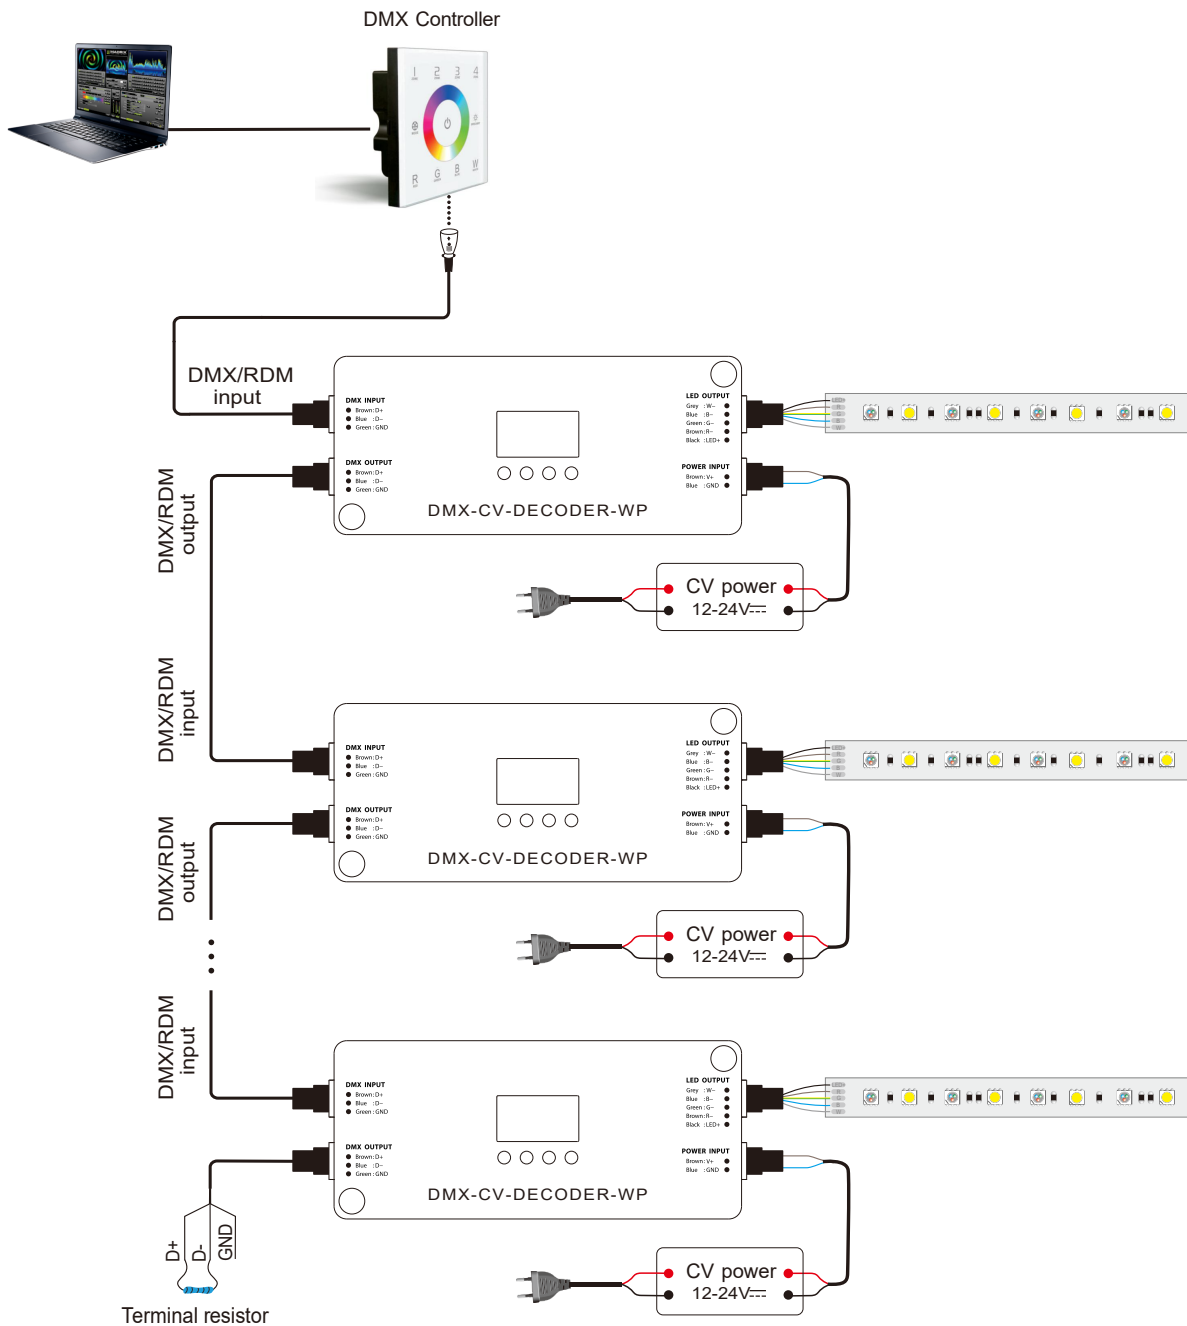 DMX Controller
1 2 3 4
R G B W
DMX/RDM
input
DMX INPUT
Brown: D+
Blue : D-
Green: GND
DMX OUTPUT
Brown: D+
Blue : D-
Green: GND
LED OUTPUT
Grey : W-
Blue : B-
Green: G-
Brown: R-
Black : LED+
POWER INPUT
Brown: V+
Blue : GND
DMX-CV-DECODER-WP
DMX/RDM
output
CV power
12-24V
DMX/RDM
input
DMX INPUT
Brown: D+
Blue : D-
Green: GND
DMX OUTPUT
Brown: D+
Blue : D-
Green: GND
LED OUTPUT
Grey : W-
Blue : B-
Green: G-
Brown: R-
Black : LED+
POWER INPUT
Brown: V+
Blue : GND
DMX-CV-DECODER-WP
DMX/RDM
output
CV power
12-24V
DMX/RDM
input
DMX INPUT
Brown: D+
Blue : D-
Green: GND
DMX OUTPUT
Brown: D+
Blue : D-
Green: GND
LED OUTPUT
Grey : W-
Blue : B-
Green: G-
Brown: R-
Black : LED+
POWER INPUT
Brown: V+
Blue : GND
DMX-CV-DECODER-WP
D+
D-
GND
Terminal resistor
CV power
12-24V